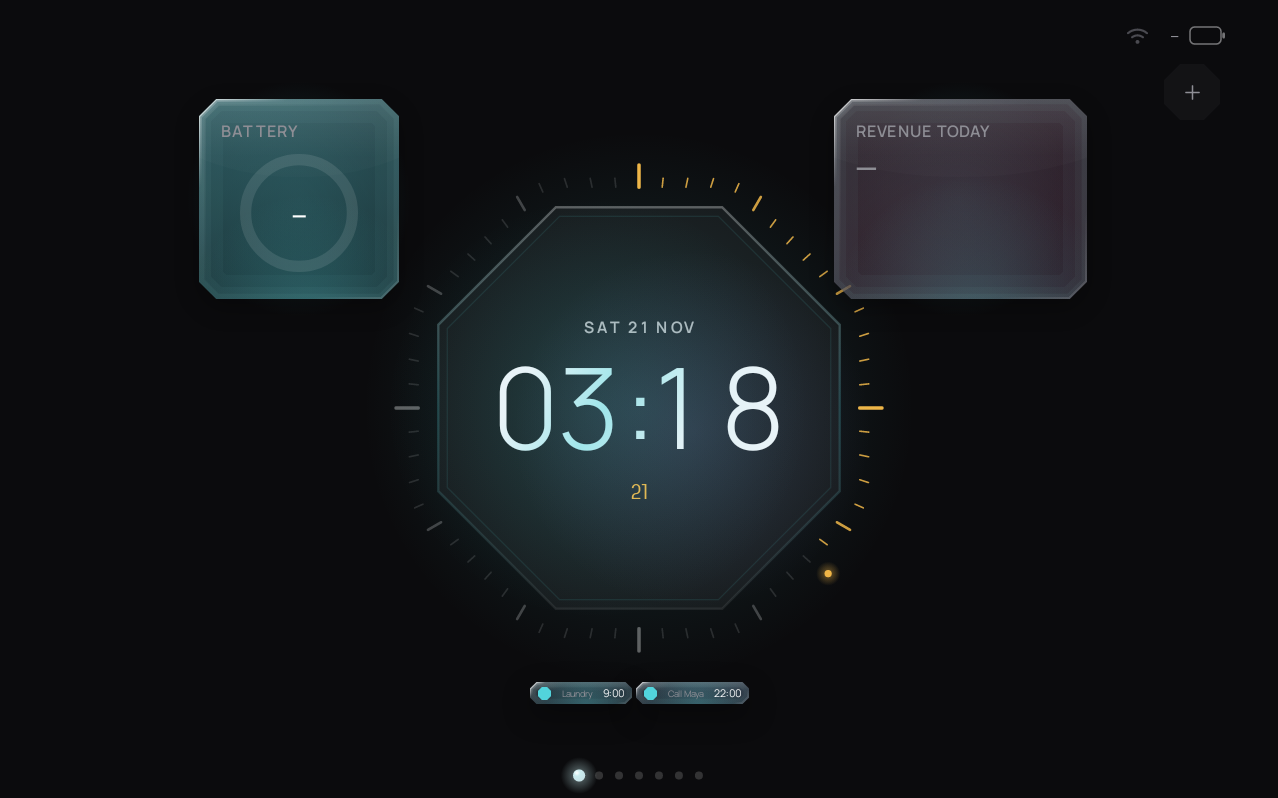 –
+
BATTERY
–
REVENUE TODAY
—
SAT 21 NOV
03:18
21
Laundry 9:00
Call Maya 22:00